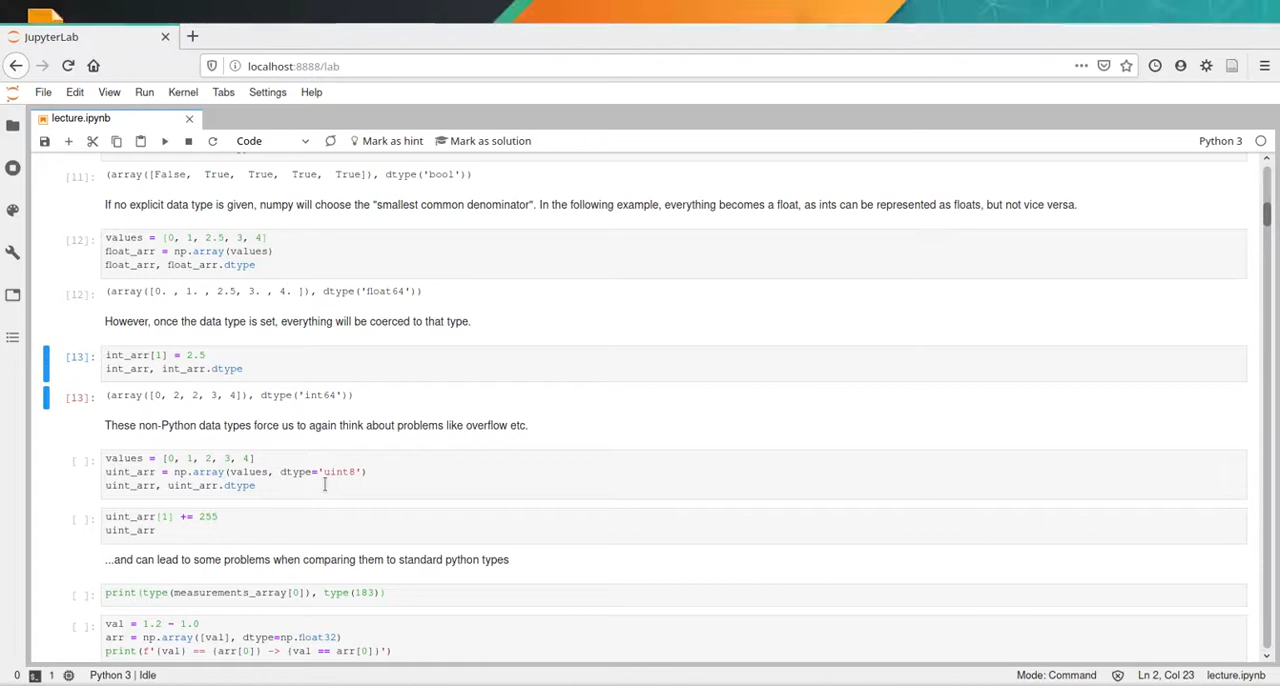 JupyterLab
localhost:8888/lab
File Edit View Run Kernel Tabs Settings Help
lecture.ipynb
Code Mark as hint Mark as solution Python 3
[11]: (array([False, True, True, True, True]), dtype('bool'))
If no explicit data type is given, numpy will choose the "smallest common denominator". In the following example, everything becomes a float, as ints can be represented as floats, but not vice versa.
[12]: values = [0, 1, 2.5, 3, 4]
float_arr = np.array(values)
float_arr, float_arr.dtype
[12]: (array([0. , 1. , 2.5, 3. , 4. ]), dtype('float64'))
However, once the data type is set, everything will be coerced to that type.
[13]: int_arr[1] = 2.5
int_arr, int_arr.dtype
[13]: (array([0, 2, 2, 3, 4]), dtype('int64'))
These non-Python data types force us to again think about problems like overflow etc.
[ ]: values = [0, 1, 2, 3, 4]
uint_arr = np.array(values, dtype='uint8')
uint_arr, uint_arr.dtype
[ ]: uint_arr[1] += 255
uint_arr
...and can lead to some problems when comparing them to standard python types
[ ]: print(type(measurements_array[0]), type(183))
[ ]: val = 1.2 - 1.0
arr = np.array([val], dtype=np.float32)
print(f'{val} == {arr[0]} -> {val == arr[0]}')
0 1 Python 3 | Idle Mode: Command Ln 2, Col 23 lecture.ipynb